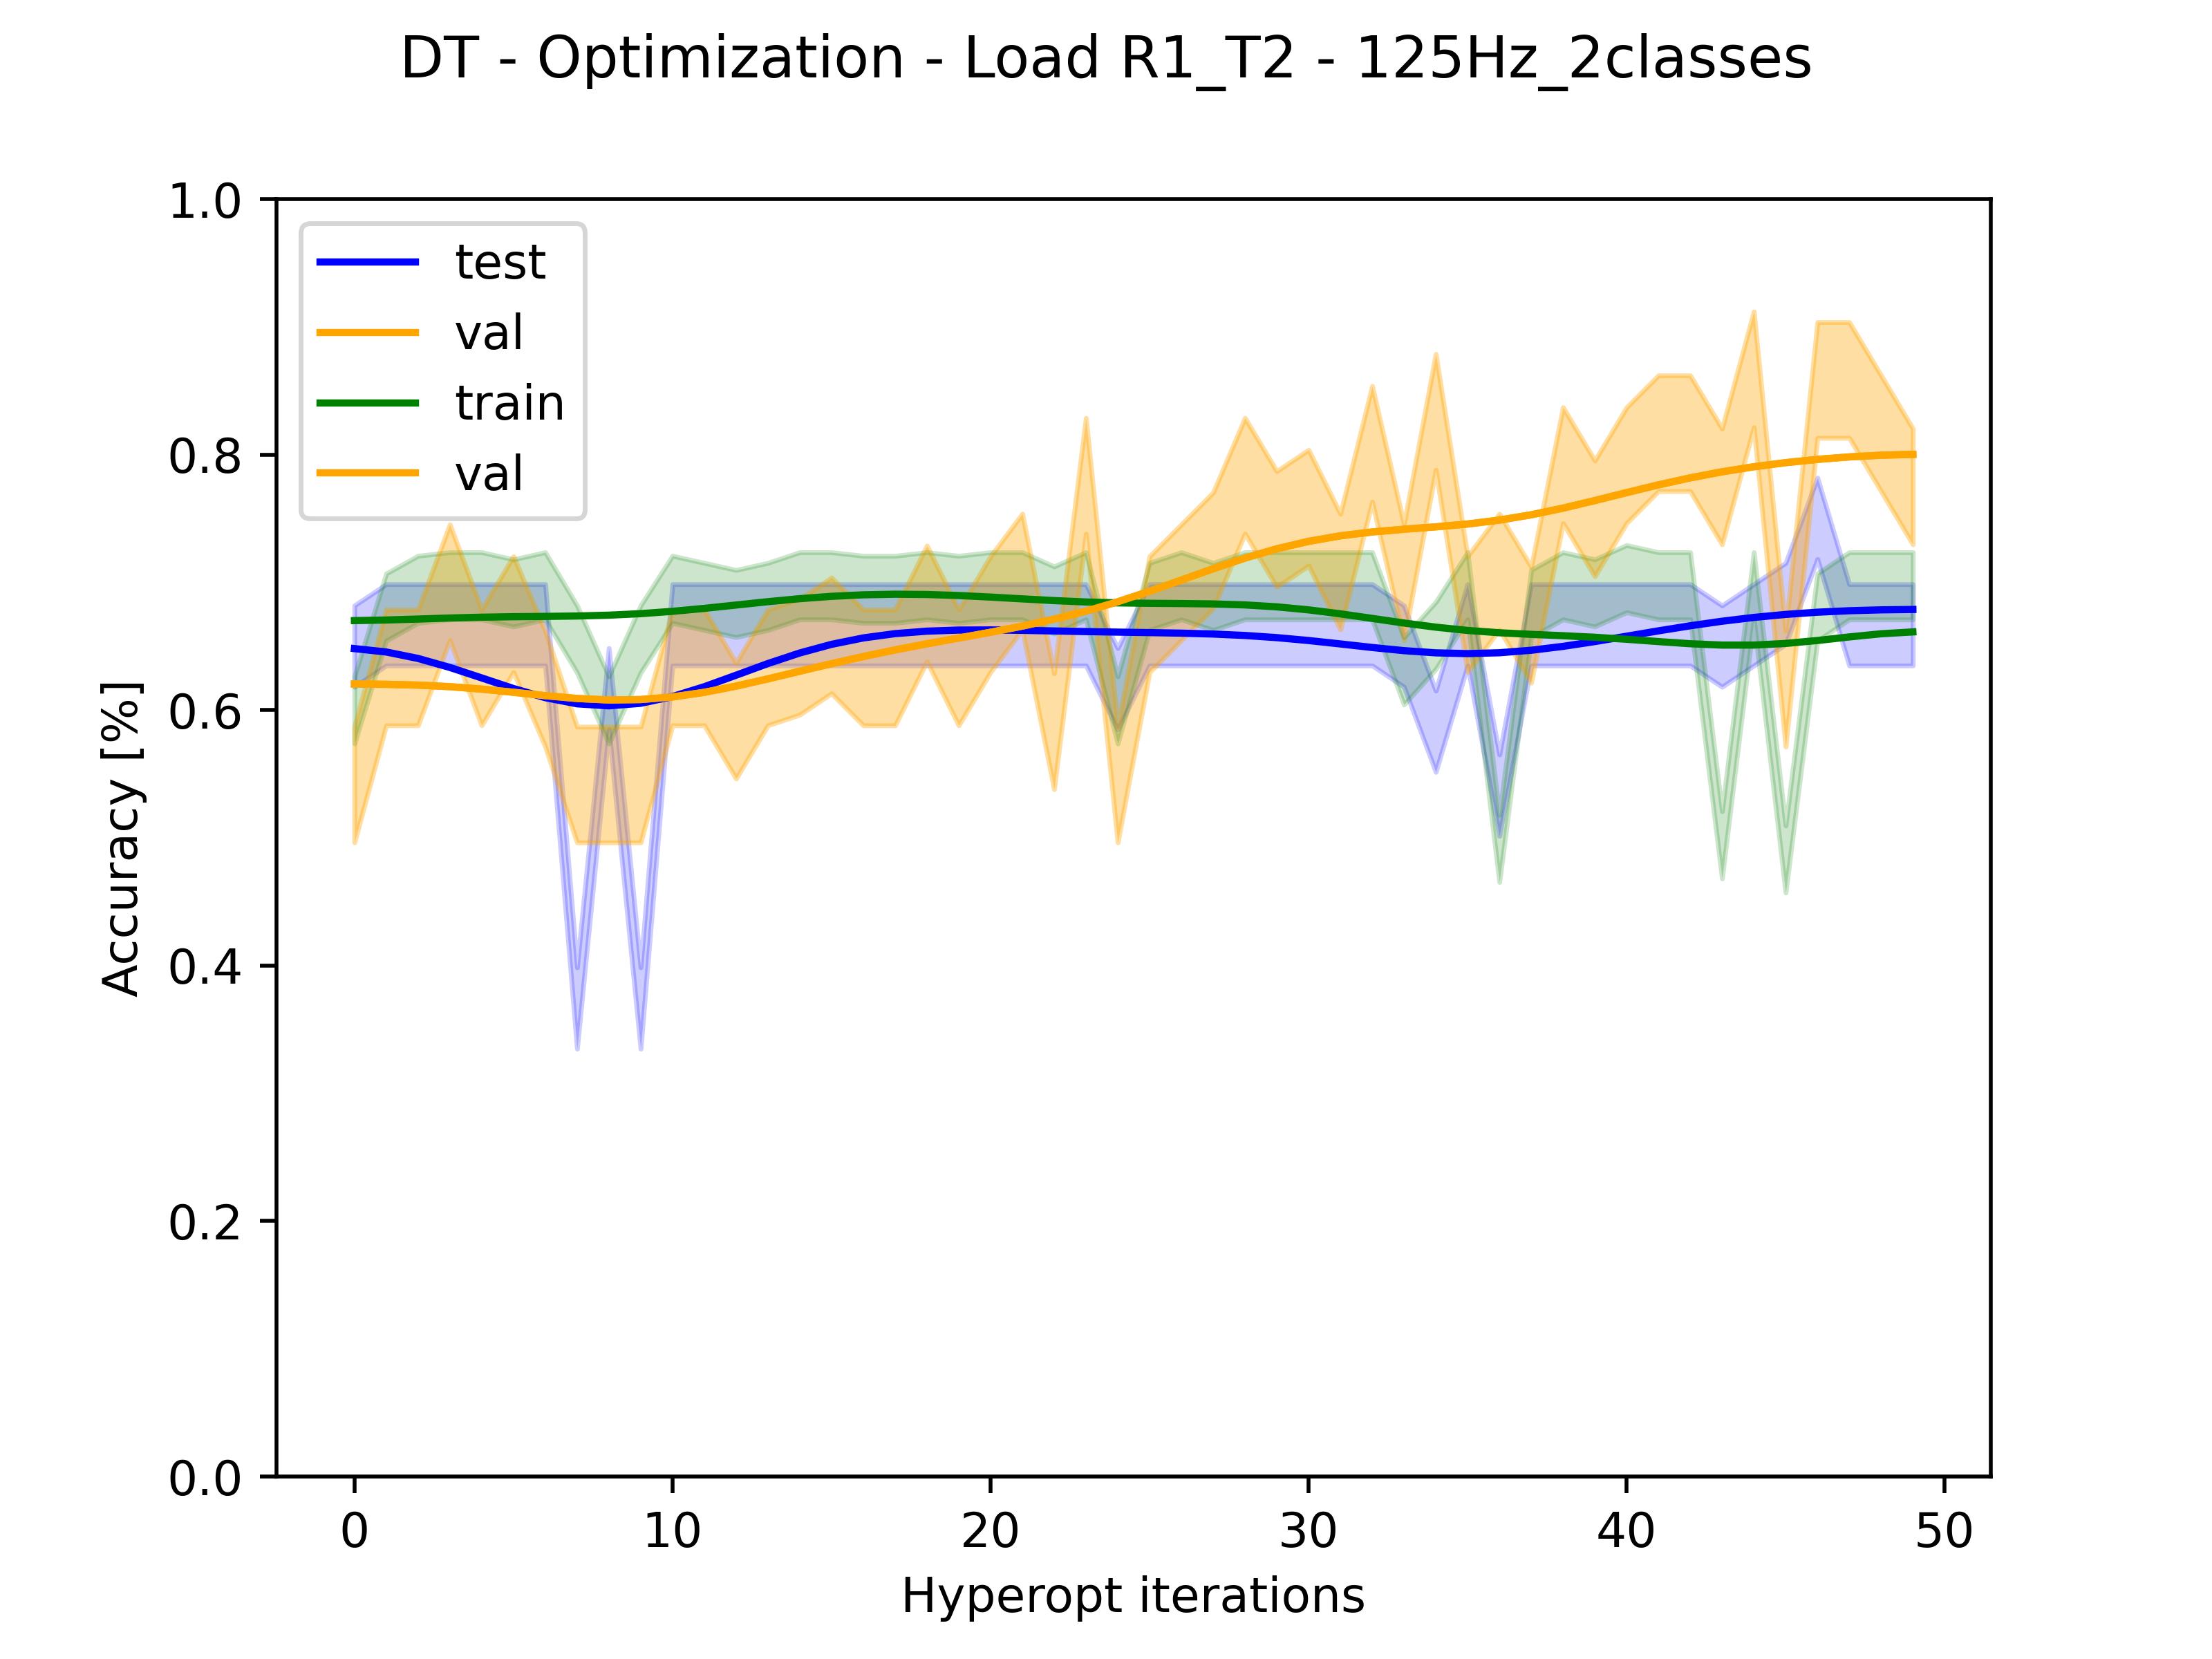 DT - Optimization - Load R1_T2 - 125Hz_2classes
1.0
0.8
0.6
0.4
0.2
0.0
Accuracy [%]
test
val
train
val
0 10 20 30 40 50
Hyperopt iterations